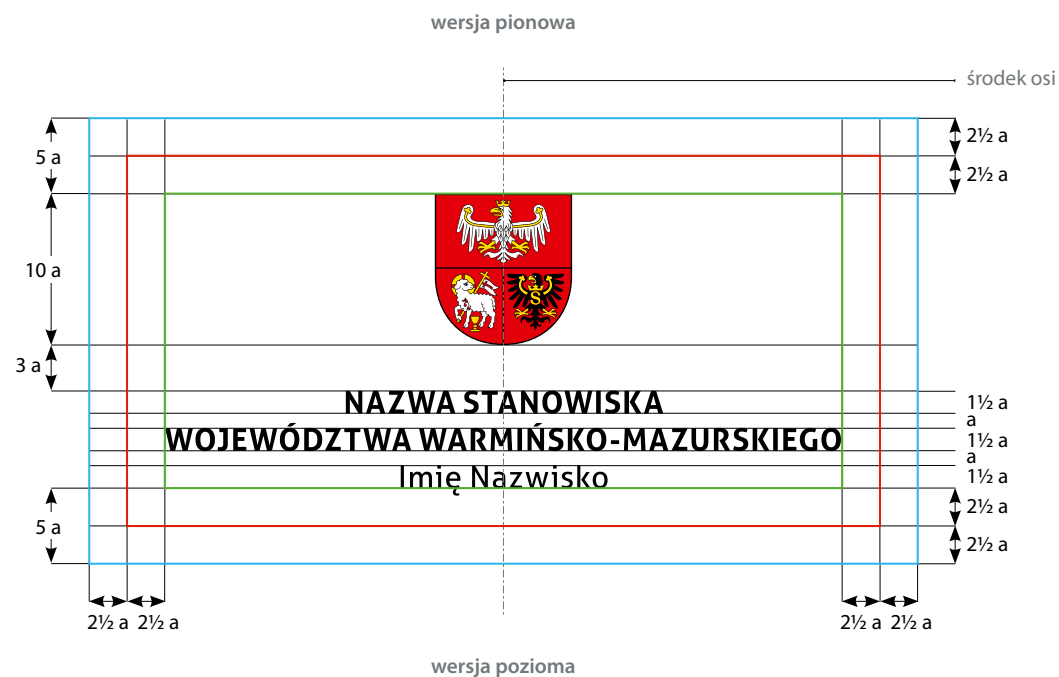 wersja pionowa
środek osi
2½ a
5 a
2½ a
10 a
3 a
NAZWA STANOWISKA
1½ a
a
WOJEWÓDZTWA WARMIŃSKO-MAZURSKIEGO
1½ a
a
Imię Nazwisko
1½ a
2½ a
5 a
2½ a
2½ a 2½ a
2½ a 2½ a
wersja pozioma